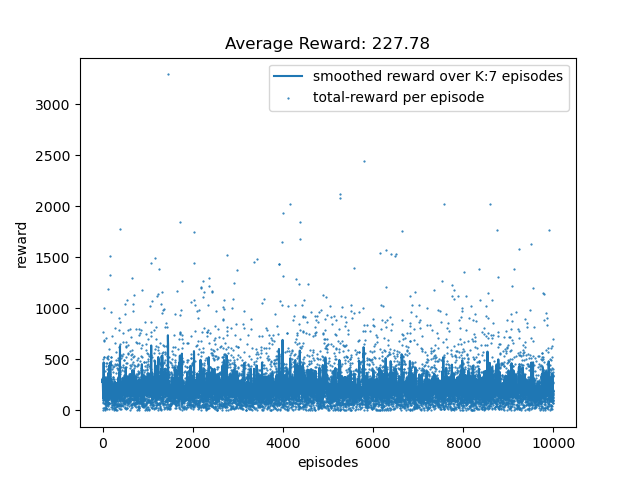 Average Reward: 227.78
smoothed reward over K:7 episodes
total-reward per episode
3000
2500
2000
1500
1000
500
0
reward
0
2000
4000
6000
8000
10000
episodes